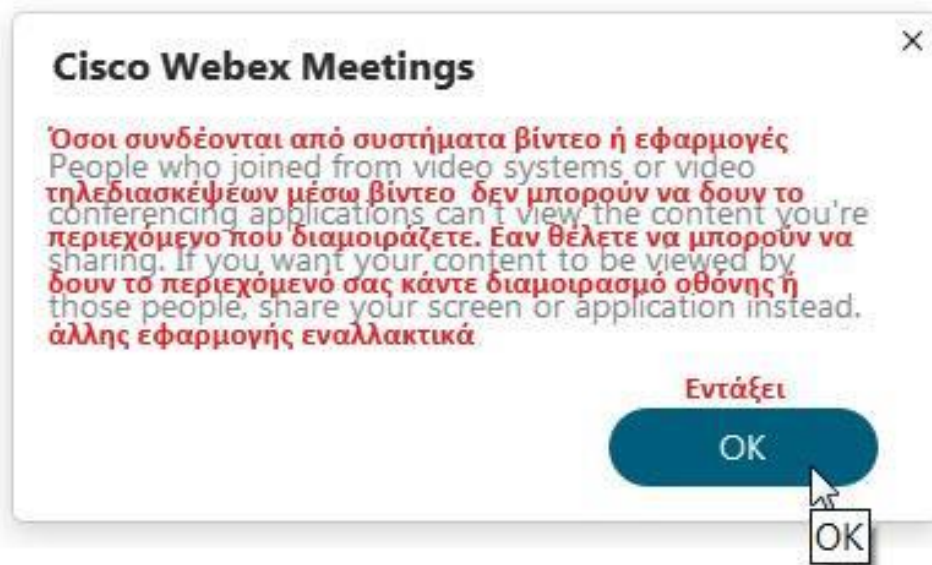 Cisco Webex Meetings
Όσοι συνδέονται από συστήματα βίντεο ή εφαρμογές
People who joined from video systems or video
τηλεδιασκέψεων μέσω βίντεο δεν μπορούν να δουν το
conferencing applications can't view the content you're
περιεχόμενο που διαμοιράζετε. Εαν θέλετε να μπορούν να
sharing. If you want your content to be viewed by
δουν το περιεχόμενό σας κάντε διαμοιρασμό οθόνης ή
those people, share your screen or application instead.
άλλης εφαρμογής εναλλακτικά
Εντάξει
OK
OK